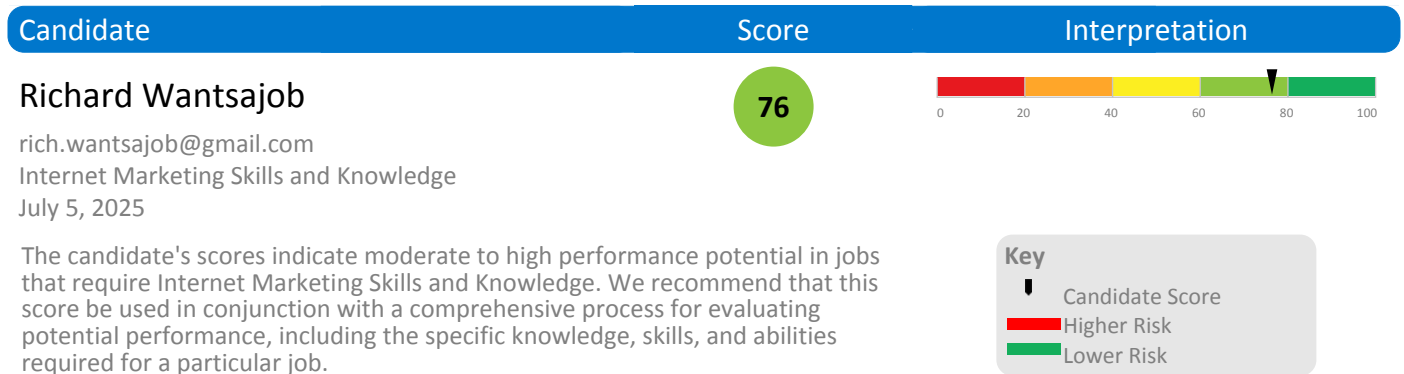 Candidate Score Interpretation
Richard Wantsajob
76
0 20 40 60 80 100
rich.wantsajob@gmail.com
Internet Marketing Skills and Knowledge
July 5, 2025
The candidate's scores indicate moderate to high performance potential in jobs
that require Internet Marketing Skills and Knowledge. We recommend that this
score be used in conjunction with a comprehensive process for evaluating
potential performance, including the specific knowledge, skills, and abilities
required for a particular job.
Key
Candidate Score
Higher Risk
Lower Risk